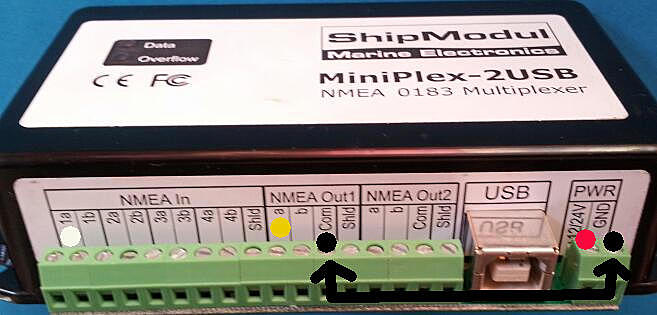 Data
Overflow
CE FC
ShipModul
Marine Electronics
MiniPlex-2USB
NMEA 0183 Multiplexer
NMEA In
NMEA Out1
NMEA Out2
USB
PWR
1a 1b 2a 2b 3a 3b 4a 4b Shld
a b Com Shld
a b Com Shld
12/24V GND
USB